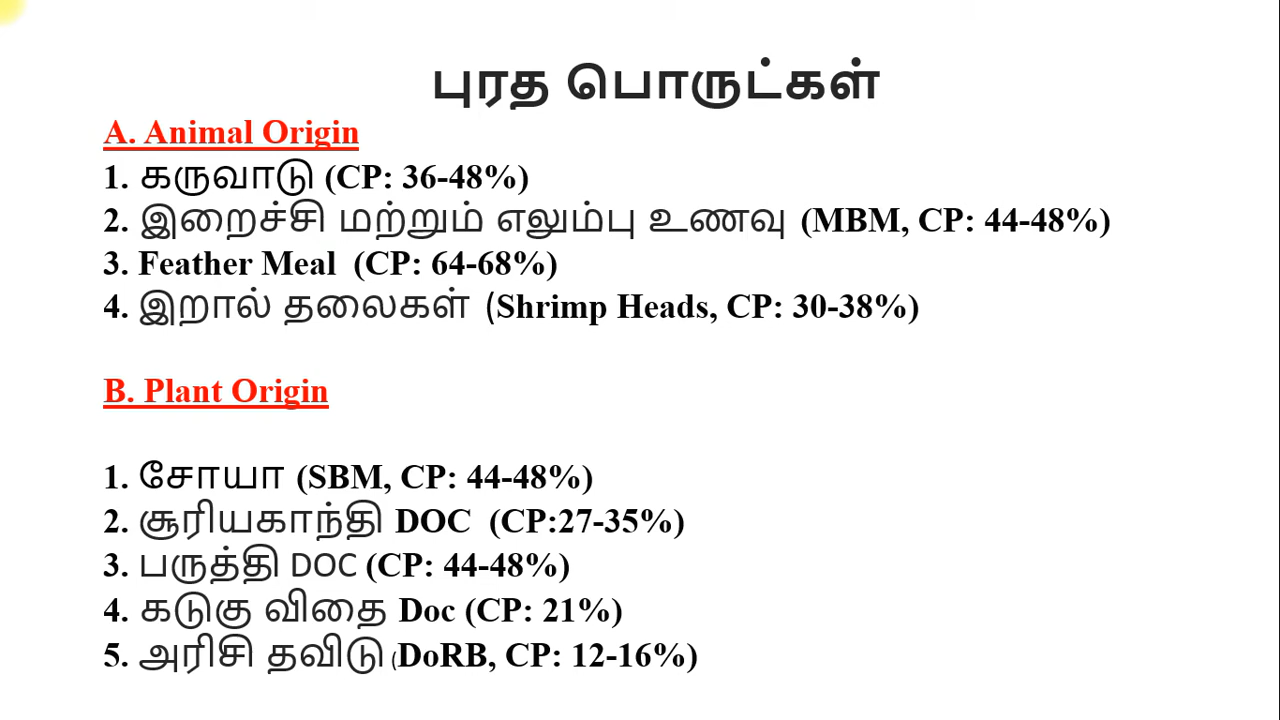 புரத பொருட்கள்
A. Animal Origin
1. கருவாடு (CP: 36-48%)
2. இறைச்சி மற்றும் எலும்பு உணவு (MBM, CP: 44-48%)
3. Feather Meal (CP: 64-68%)
4. இறால் தலைகள் (Shrimp Heads, CP: 30-38%)
B. Plant Origin
1. சோயா (SBM, CP: 44-48%)
2. சூரியகாந்தி DOC (CP:27-35%)
3. பருத்தி DOC (CP: 44-48%)
4. கடுகு விதை Doc (CP: 21%)
5. அரிசி தவிடு (DoRB, CP: 12-16%)